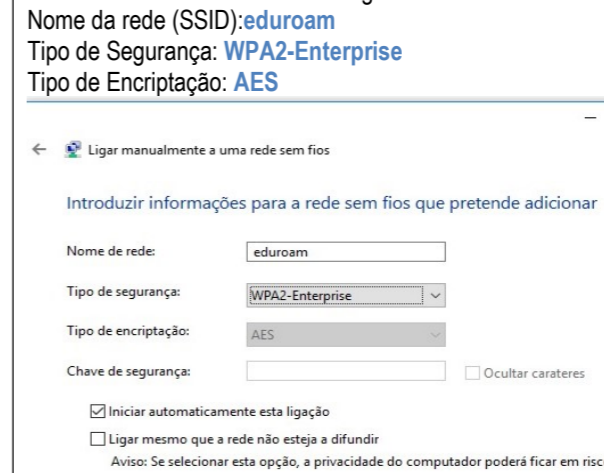 Nome da rede (SSID):eduroam
Tipo de Segurança: WPA2-Enterprise
Tipo de Encriptação: AES
Ligar manualmente a uma rede sem fios
Introduzir informações para a rede sem fios que pretende adicionar
Nome de rede: eduroam
Tipo de segurança: WPA2-Enterprise
Tipo de encriptação: AES
Chave de segurança: Ocultar carateres
Iniciar automaticamente esta ligação
Ligar mesmo que a rede não esteja a difundir
Aviso: Se selecionar esta opção, a privacidade do computador poderá ficar em